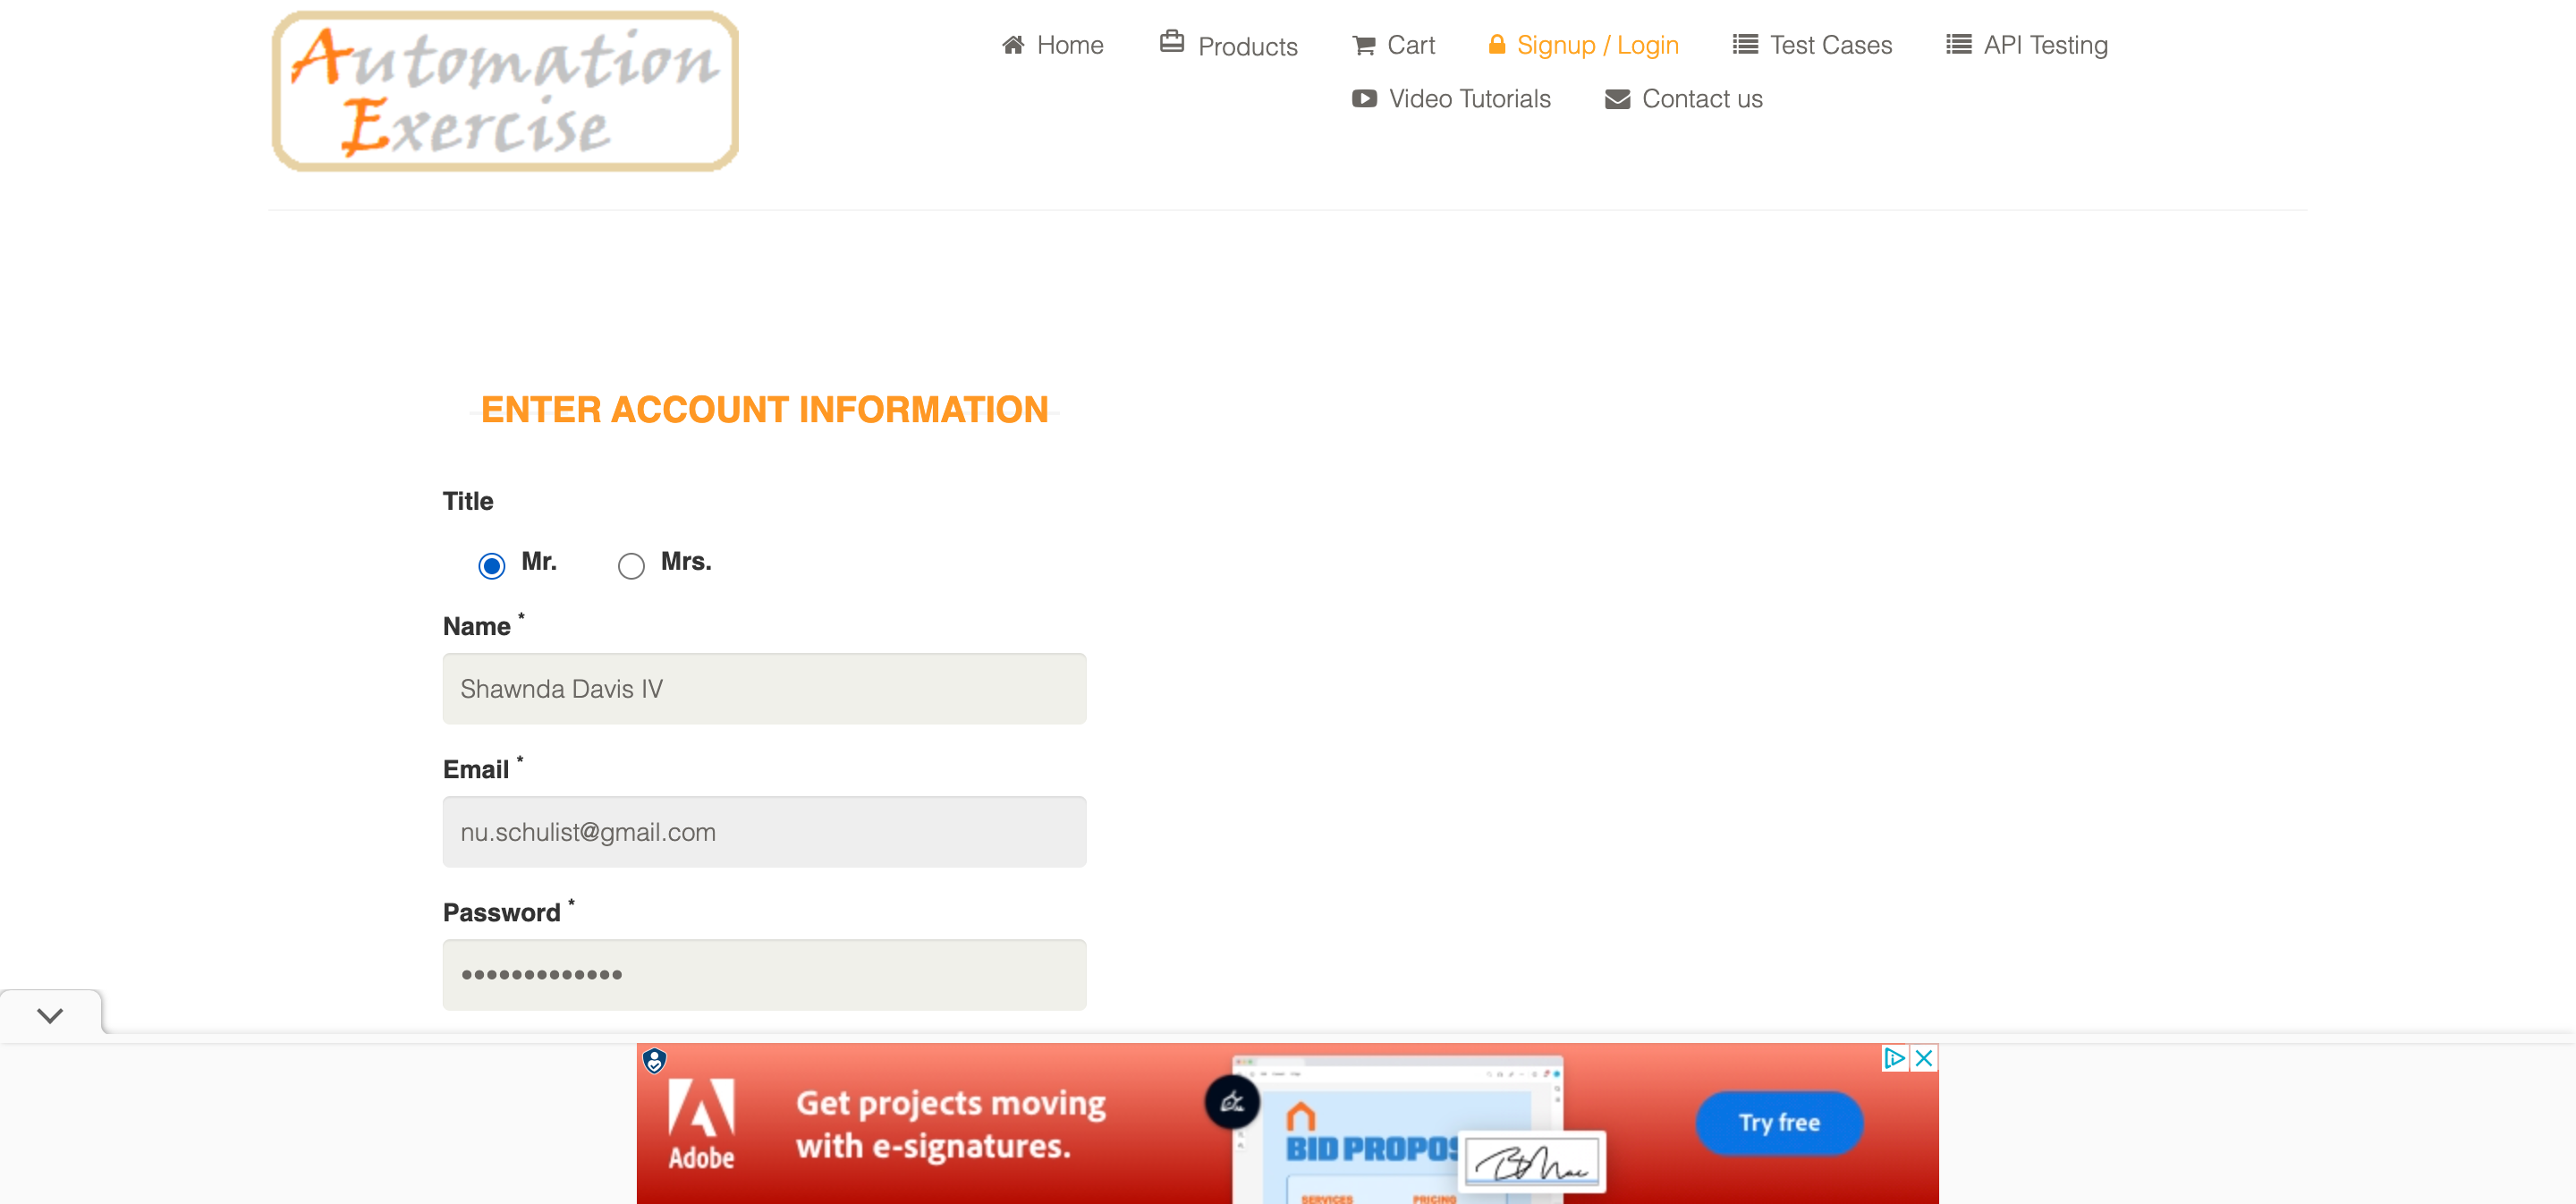 Automation
Exercise
Home
Products
Cart
Signup / Login
Test Cases
API Testing
Video Tutorials
Contact us
ENTER ACCOUNT INFORMATION
Title
Mr.
Mrs.
Name *
Shawnda Davis IV
Email *
nu.schulist@gmail.com
Password *
•••••••••••••
Adobe
Get projects moving
with e-signatures.
BID PROPOS
SERVICES
PRICING
Try free